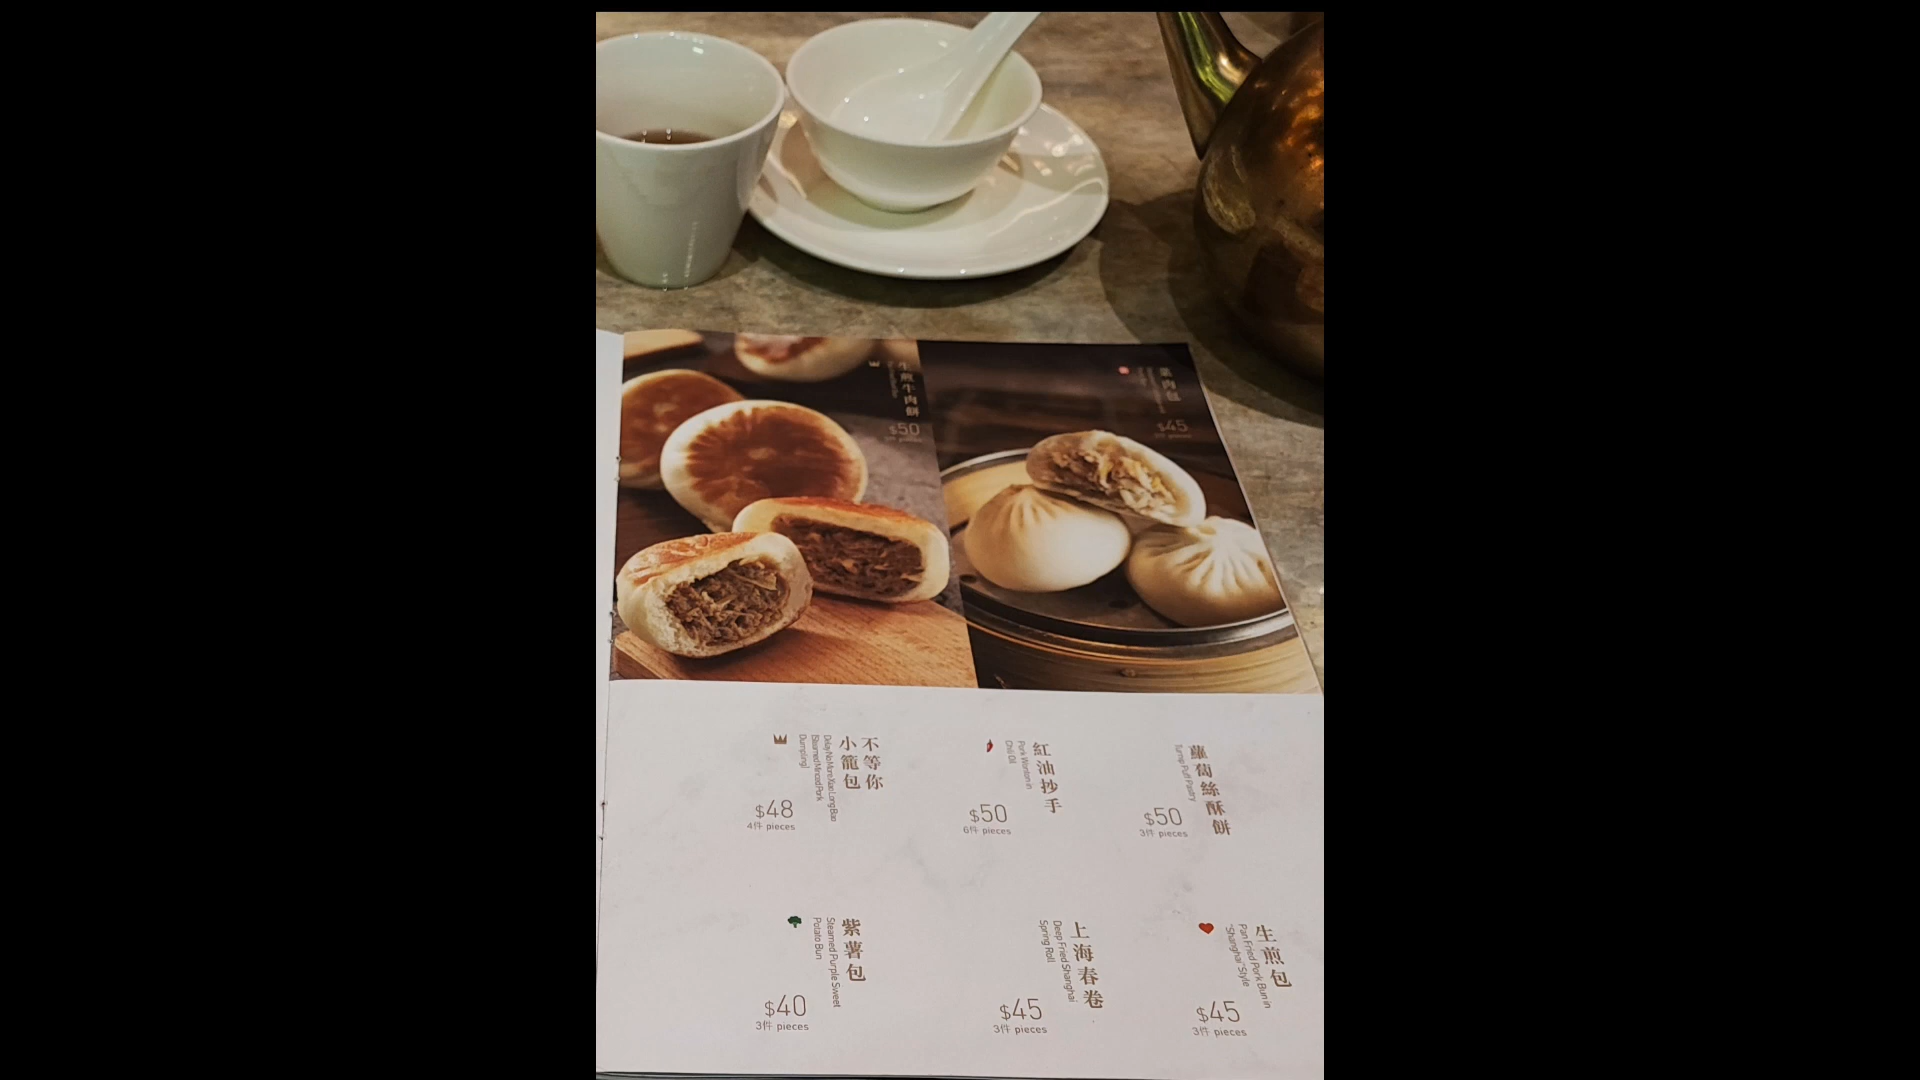 生煎牛肉餅
$50
菜肉包
$45
不等你
小籠包
Delay No More Xiao Long Bao
(Steamed Minced Pork
Dumpling)
$48
4件 pieces
紅油抄手
Pork Wonton in
Chili Oil
$50
6件 pieces
蘿蔔絲酥餅
Turnip Puff Pastry
$50
3件 pieces
紫薯包
Steamed Purple Sweet
Potato Bun
$40
3件 pieces
上海春卷
Deep Fried Shanghai
Spring Roll
$45
3件 pieces
生煎包
Pan Fried Pork Bun in
"Shanghai" Style
$45
3件 pieces